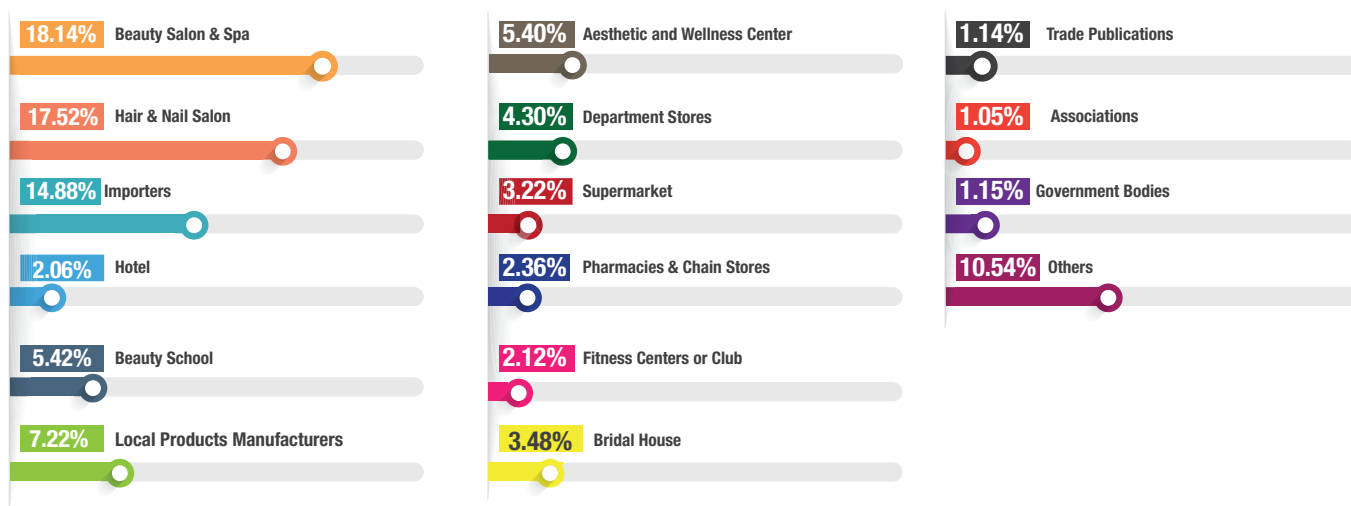 18.14% Beauty Salon & Spa
17.52% Hair & Nail Salon
14.88% Importers
2.06% Hotel
5.42% Beauty School
7.22% Local Products Manufacturers
5.40% Aesthetic and Wellness Center
4.30% Department Stores
3.22% Supermarket
2.36% Pharmacies & Chain Stores
2.12% Fitness Centers or Club
3.48% Bridal House
1.14% Trade Publications
1.05% Associations
1.15% Government Bodies
10.54% Others